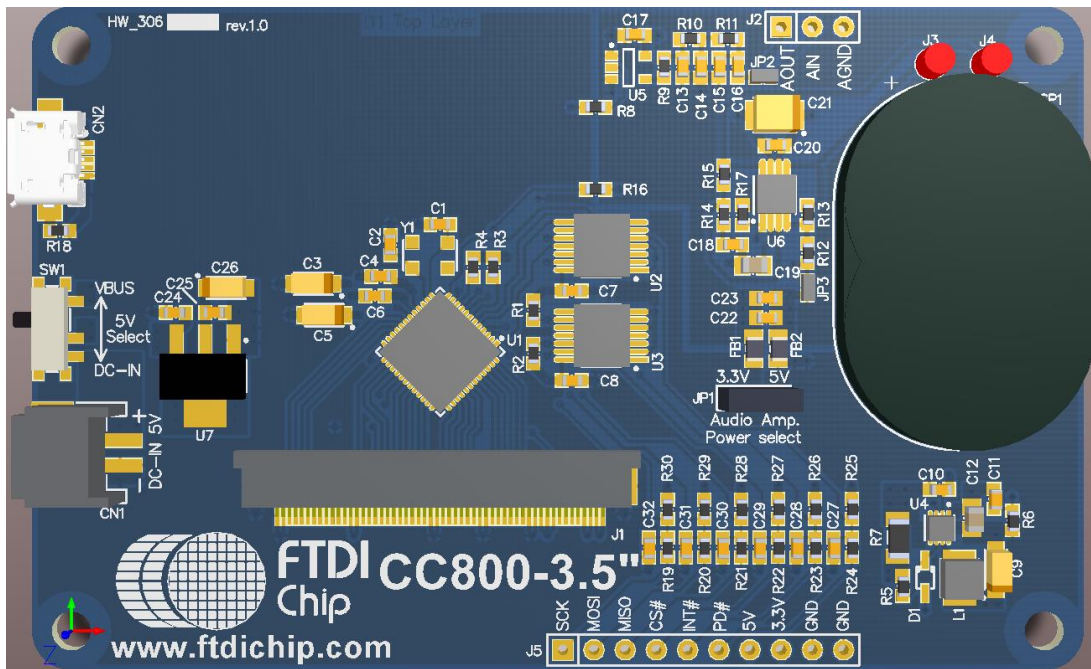 HW_306 rev.1.0
C17 R10 R11 J2
AOUT AIN AGND
J3 J4
+ -
SP1
JP2
U5 R9 C13 C14 C15 C16
C21
CN2
R8
C20
R15
R17
R16
R14 R13
U6
R18
C1
C2 Y1
R4 R3
C18 R12
C19
SW1
VBUS
5V
Select
DC-IN
C25 C26
C24
C3
C4
C6
C5
U2
C7
JP3
C23
C22
R1
U1
R2
U3
FB1 FB2
C8
3.3V 5V
JP1
Audio Amp.
Power select
U7
+ 5V
DC-IN
CN1
R30 R29 R28 R27 R26 R25
C10 C12 C11
U4
R7 R6
J1
C32 C31 C30 C29 C28 C27
R19 R20 R21 R22 R23 R24
R5
D1 L1 C9
FTDI
Chip
CC800-3.5"
www.ftdichip.com
J5
SCK MOSI MISO CS# INT# PD# 5V 3.3V GND GND
Z